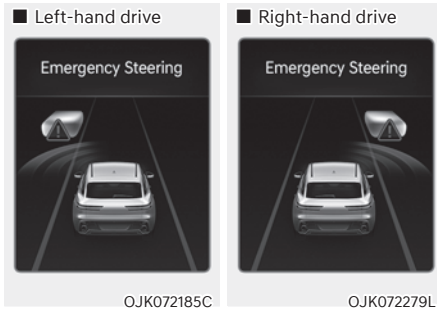 ■ Left-hand drive
Emergency Steering
OJK072185C
■ Right-hand drive
Emergency Steering
OJK072279L